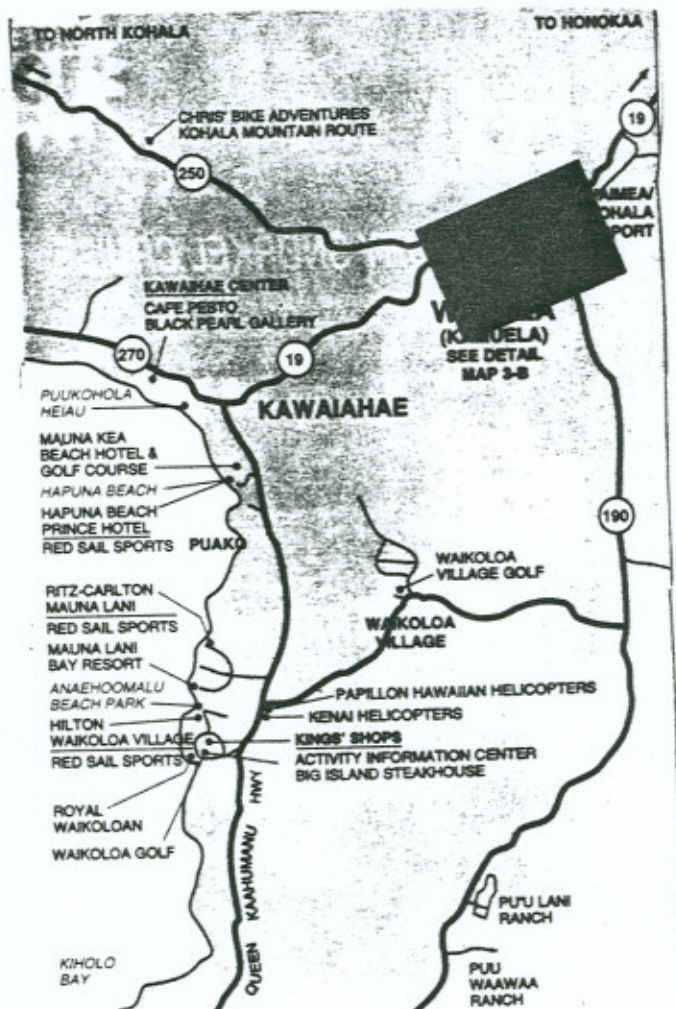 TO NORTH KOHALA
TO HONOKAA
19
CHRIS' BIKE ADVENTURES
KOHALA MOUNTAIN ROUTE
250
KAWAIHAE CENTER
CAFE PESTO
BLACK PEARL GALLERY
(KAMUELA)
SEE DETAIL
MAP 3-B
270
19
PUUKOHOLA
HEIAU
KAWAIAHAE
MAUNA KEA
BEACH HOTEL &
GOLF COURSE
HAPUNA BEACH
HAPUNA BEACH
PRINCE HOTEL
RED SAIL SPORTS
PUAKO
190
WAIKOLOA
VILLAGE GOLF
WAIKOLOA
VILLAGE
RITZ-CARLTON
MAUNA LANI
RED SAIL SPORTS
MAUNA LANI
BAY RESORT
ANAEHOOMALU
BEACH PARK
HILTON
WAIKOLOA VILLAGE
RED SAIL SPORTS
PAPILLON HAWAIIAN HELICOPTERS
KENAI HELICOPTERS
KINGS' SHOPS
ACTIVITY INFORMATION CENTER
BIG ISLAND STEAKHOUSE
ROYAL
WAIKOLOAN
WAIKOLOA GOLF
QUEEN KAAHUMANU HWY
KIHOLO
BAY
PU'U LANI
RANCH
PUU
WAAWAA
RANCH